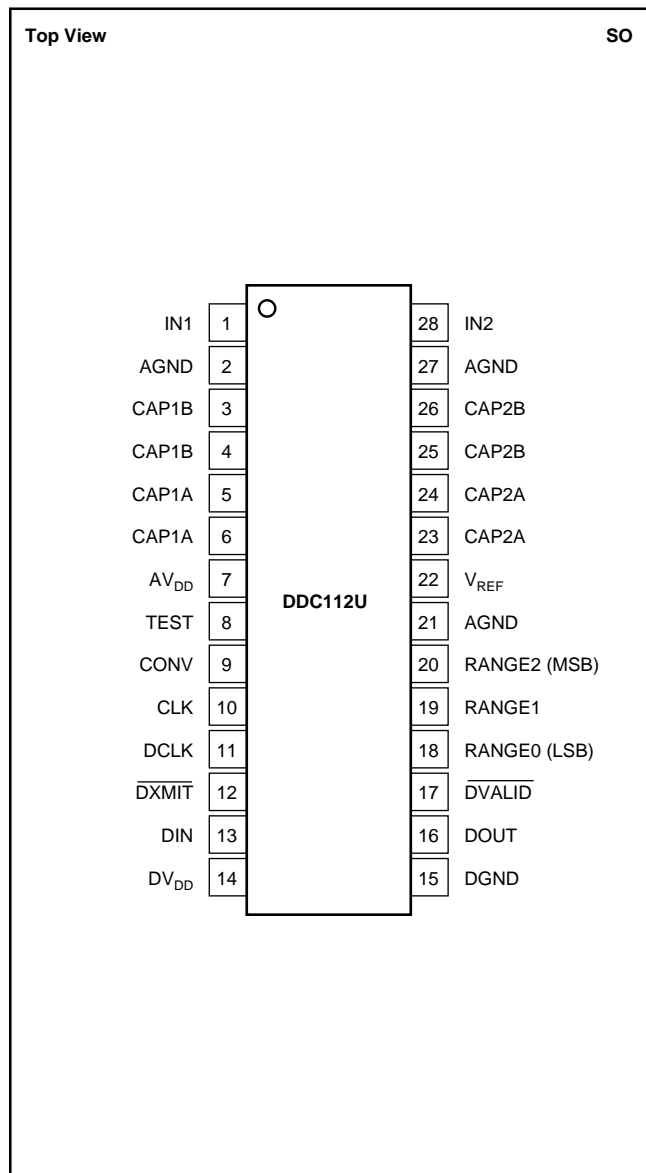 Top View SO
IN1 1 28 IN2
AGND 2 27 AGND
CAP1B 3 26 CAP2B
CAP1B 4 25 CAP2B
CAP1A 5 24 CAP2A
CAP1A 6 23 CAP2A
AVDD 7 22 VREF
DDC112U
TEST 8 21 AGND
CONV 9 20 RANGE2 (MSB)
CLK 10 19 RANGE1
DCLK 11 18 RANGE0 (LSB)
D̅X̅M̅I̅T̅ 12 17 D̅V̅A̅L̅I̅D̅
DIN 13 16 DOUT
DVDD 14 15 DGND